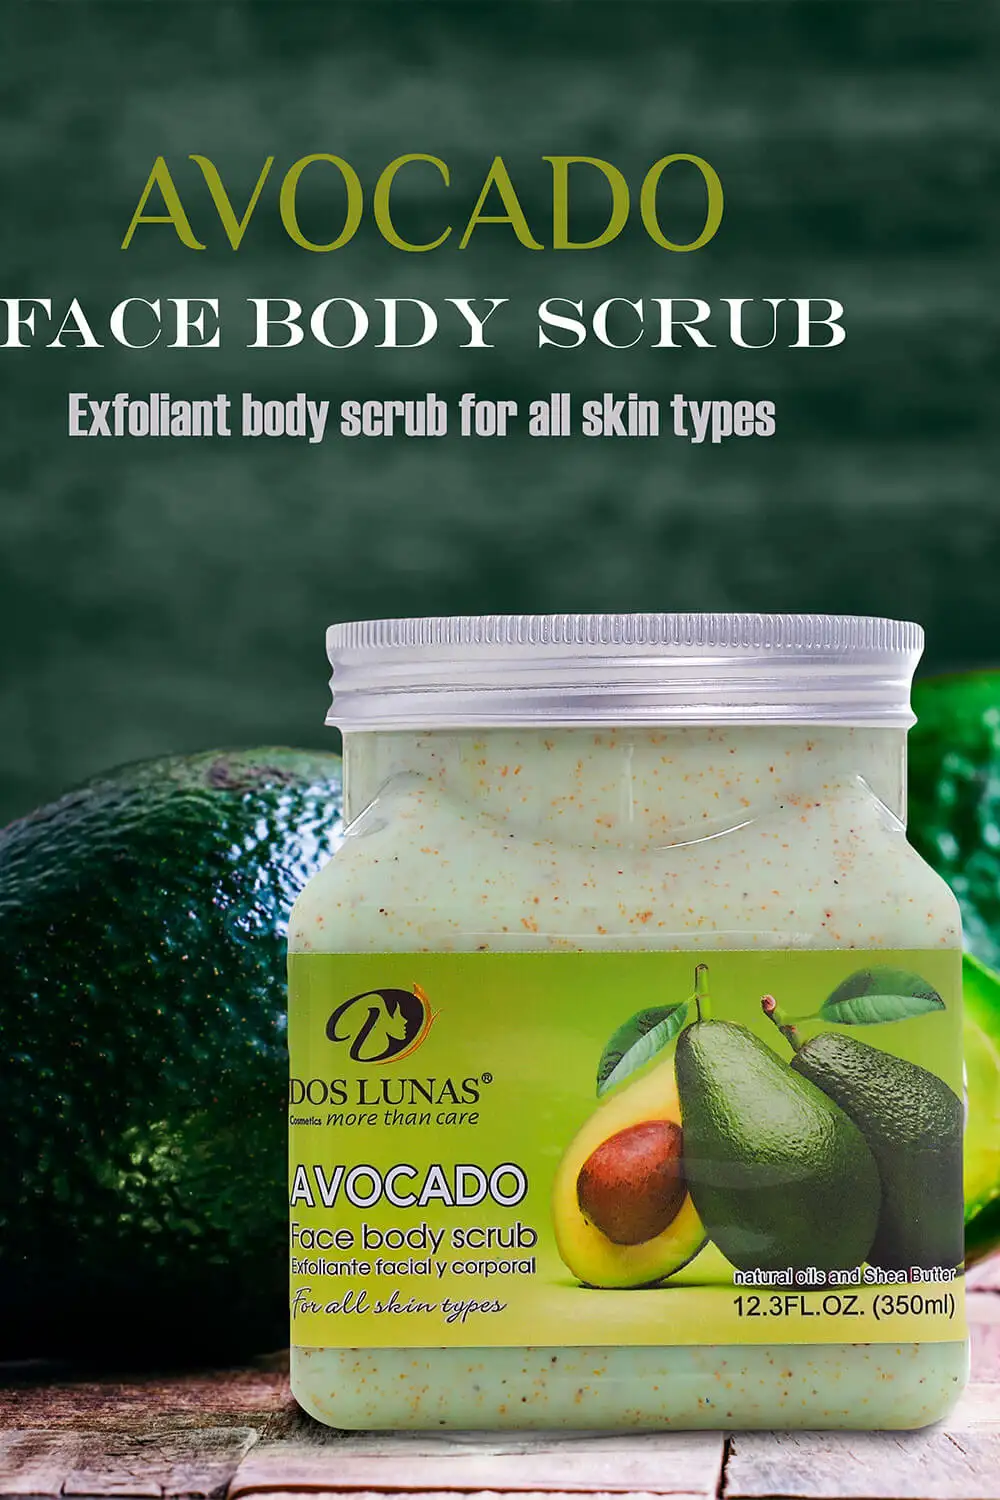 AVOCADO
FACE BODY SCRUB
Exfoliant body scrub for all skin types
DOS LUNAS®
Cosmetics more than care
AVOCADO
Face body scrub
Exfoliante facial y corporal
For all skin types
natural oils and Shea Butter
12.3FL.OZ. (350ml)